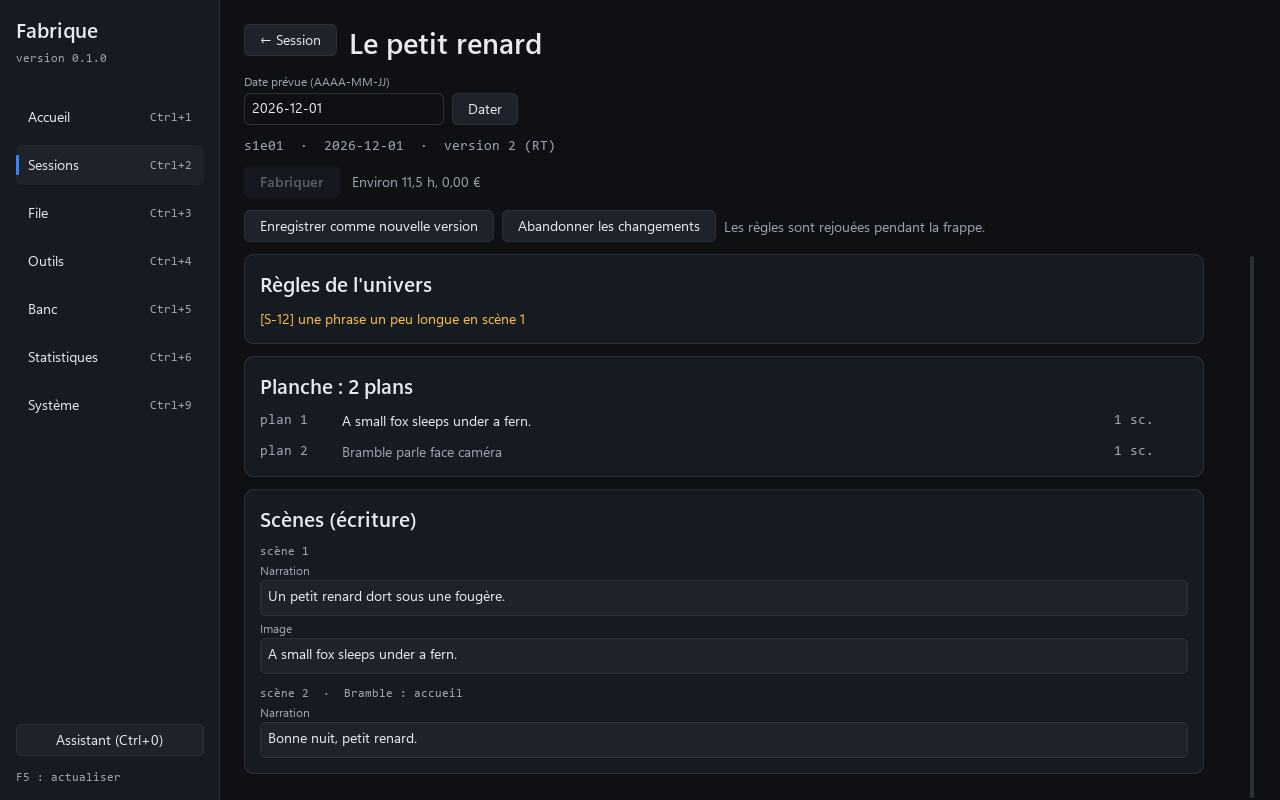 Fabrique
version 0.1.0
Accueil Ctrl+1
Sessions Ctrl+2
File Ctrl+3
Outils Ctrl+4
Banc Ctrl+5
Statistiques Ctrl+6
Système Ctrl+9
Assistant (Ctrl+0)
F5 : actualiser
← Session Le petit renard
Date prévue (AAAA-MM-JJ)
2026-12-01 Dater
s1e01 · 2026-12-01 · version 2 (RT)
Fabriquer Environ 11,5 h, 0,00 €
Enregistrer comme nouvelle version Abandonner les changements Les règles sont rejouées pendant la frappe.
Règles de l'univers
[S-12] une phrase un peu longue en scène 1
Planche : 2 plans
plan 1 A small fox sleeps under a fern. 1 sc.
plan 2 Bramble parle face caméra 1 sc.
Scènes (écriture)
scène 1
Narration
Un petit renard dort sous une fougère.
Image
A small fox sleeps under a fern.
scène 2 · Bramble : accueil
Narration
Bonne nuit, petit renard.